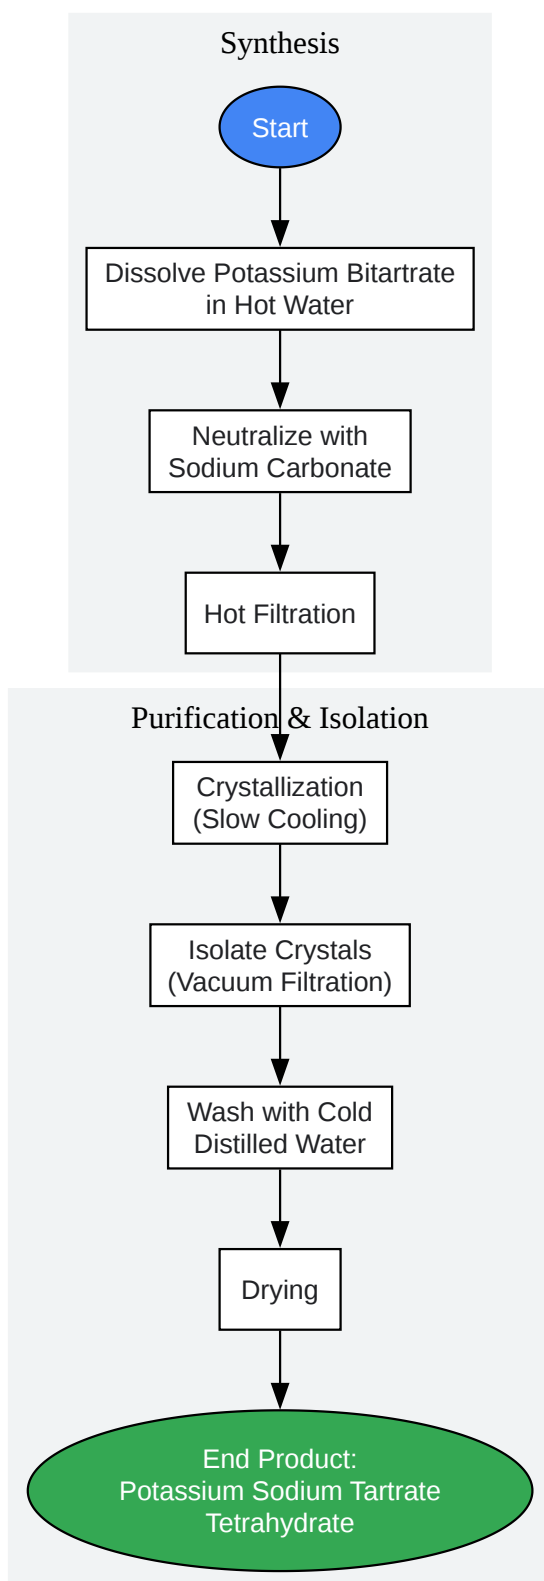 Synthesis
Start
Dissolve Potassium Bitartrate
in Hot Water
Neutralize with
Sodium Carbonate
Hot Filtration
Purification & Isolation
Crystallization
(Slow Cooling)
Isolate Crystals
(Vacuum Filtration)
Wash with Cold
Distilled Water
Drying
End Product:
Potassium Sodium Tartrate
Tetrahydrate